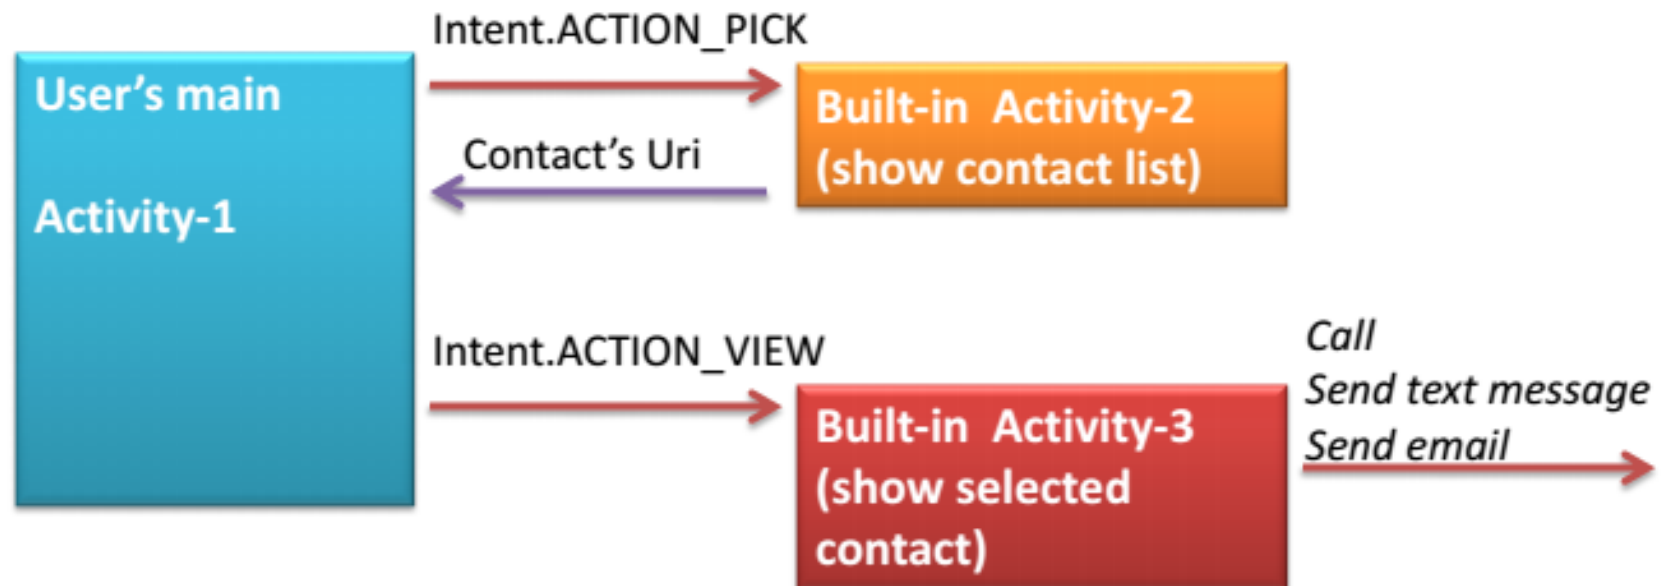 Intent.ACTION_PICK
User's main
Activity-1
Built-in Activity-2
(show contact list)
Contact's Uri
Intent.ACTION_VIEW
Built-in Activity-3
(show selected
contact)
Call
Send text message
Send email